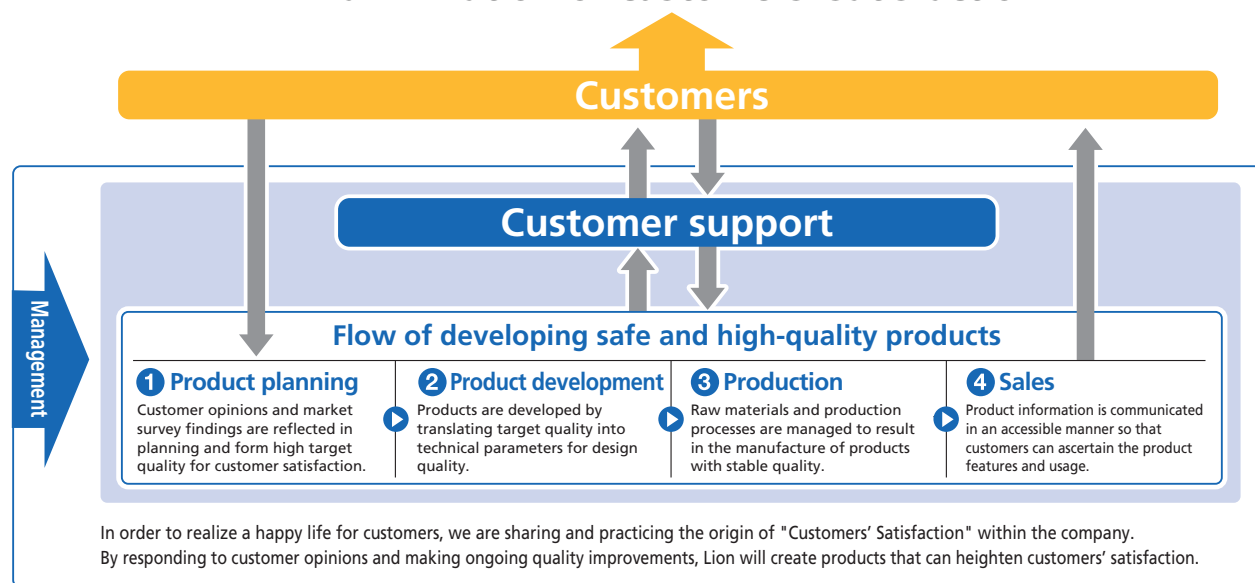 Customers
Customer support
Management
Flow of developing safe and high-quality products
1 Product planning
Customer opinions and market
survey findings are reflected in
planning and form high target
quality for customer satisfaction.
2 Product development
Products are developed by
translating target quality into
technical parameters for design
quality.
3 Production
Raw materials and production
processes are managed to result
in the manufacture of products
with stable quality.
4 Sales
Product information is communicated
in an accessible manner so that
customers can ascertain the product
features and usage.
In order to realize a happy life for customers, we are sharing and practicing the origin of "Customers' Satisfaction" within the company.
By responding to customer opinions and making ongoing quality improvements, Lion will create products that can heighten customers' satisfaction.